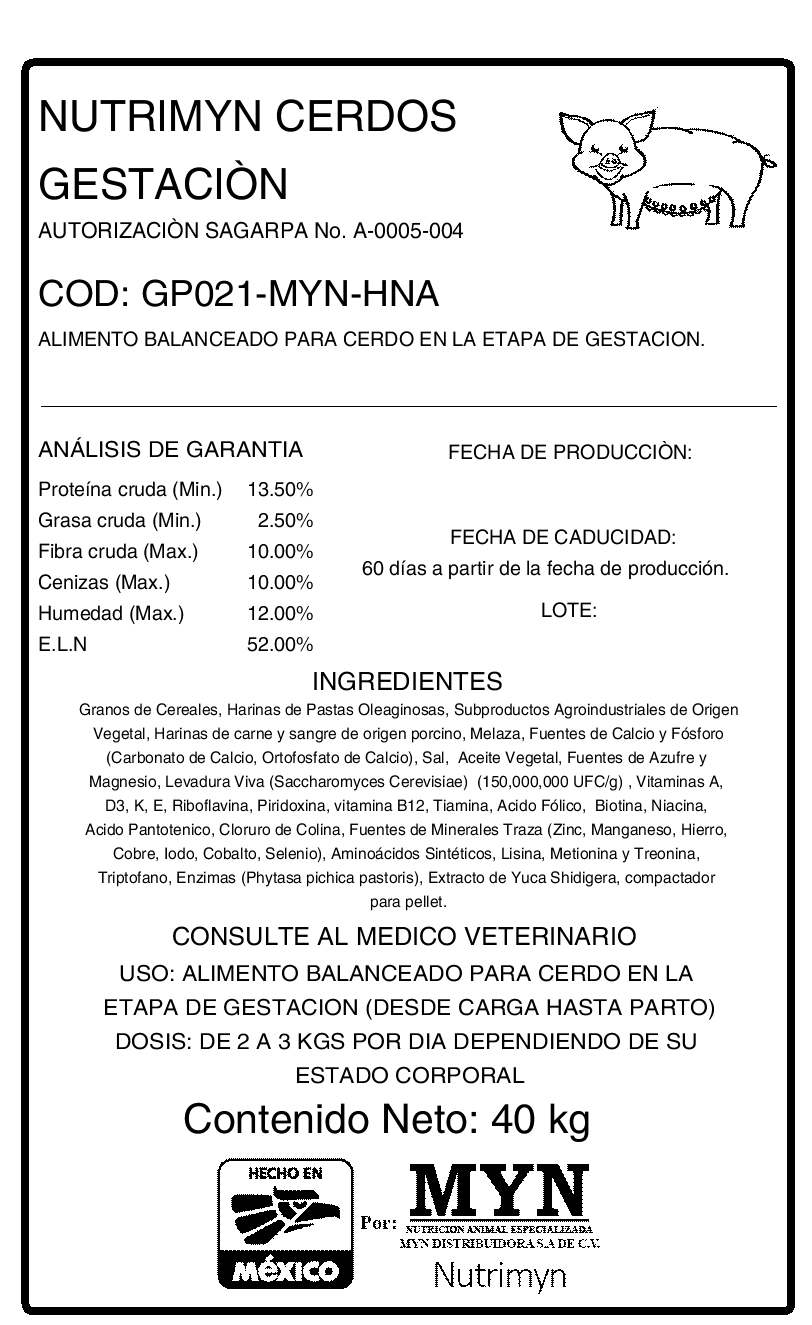 NUTRIMYN CERDOS
GESTACIÒN
AUTORIZACIÒN SAGARPA No. A-0005-004
COD: GP021-MYN-HNA
ALIMENTO BALANCEADO PARA CERDO EN LA ETAPA DE GESTACION.
ANÁLISIS DE GARANTIA
Proteína cruda (Min.) 13.50%
Grasa cruda (Min.) 2.50%
Fibra cruda (Max.) 10.00%
Cenizas (Max.) 10.00%
Humedad (Max.) 12.00%
E.L.N 52.00%
FECHA DE PRODUCCIÒN:
FECHA DE CADUCIDAD:
60 días a partir de la fecha de producción.
LOTE:
INGREDIENTES
Granos de Cereales, Harinas de Pastas Oleaginosas, Subproductos Agroindustriales de Origen
Vegetal, Harinas de carne y sangre de origen porcino, Melaza, Fuentes de Calcio y Fósforo
(Carbonato de Calcio, Ortofosfato de Calcio), Sal, Aceite Vegetal, Fuentes de Azufre y
Magnesio, Levadura Viva (Saccharomyces Cerevisiae) (150,000,000 UFC/g) , Vitaminas A,
D3, K, E, Riboflavina, Piridoxina, vitamina B12, Tiamina, Acido Fólico, Biotina, Niacina,
Acido Pantotenico, Cloruro de Colina, Fuentes de Minerales Traza (Zinc, Manganeso, Hierro,
Cobre, Iodo, Cobalto, Selenio), Aminoácidos Sintéticos, Lisina, Metionina y Treonina,
Triptofano, Enzimas (Phytasa pichica pastoris), Extracto de Yuca Shidigera, compactador
para pellet.
CONSULTE AL MEDICO VETERINARIO
USO: ALIMENTO BALANCEADO PARA CERDO EN LA
ETAPA DE GESTACION (DESDE CARGA HASTA PARTO)
DOSIS: DE 2 A 3 KGS POR DIA DEPENDIENDO DE SU
ESTADO CORPORAL
Contenido Neto: 40 kg
HECHO EN
MéXICO
Por:
MYN
NUTRICION ANIMAL ESPECIALIZADA
MYN DISTRIBUIDORA S.A DE C.V.
Nutrimyn